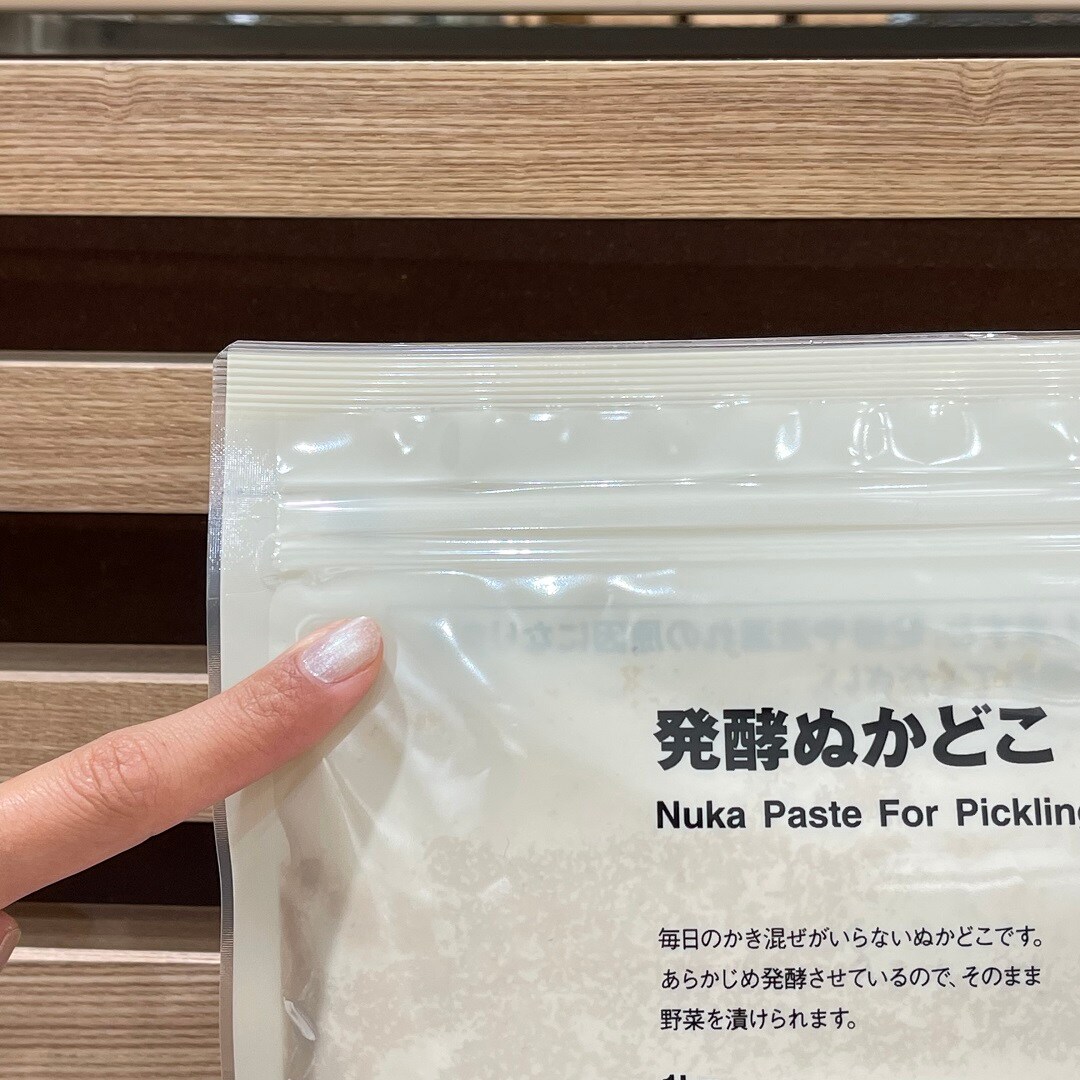 発酵ぬかどこ
Nuka Paste For
毎日のかき混ぜがいらないぬかどこです。
あらかじめ発酵させているので、そのまま
野菜を漬けられます。